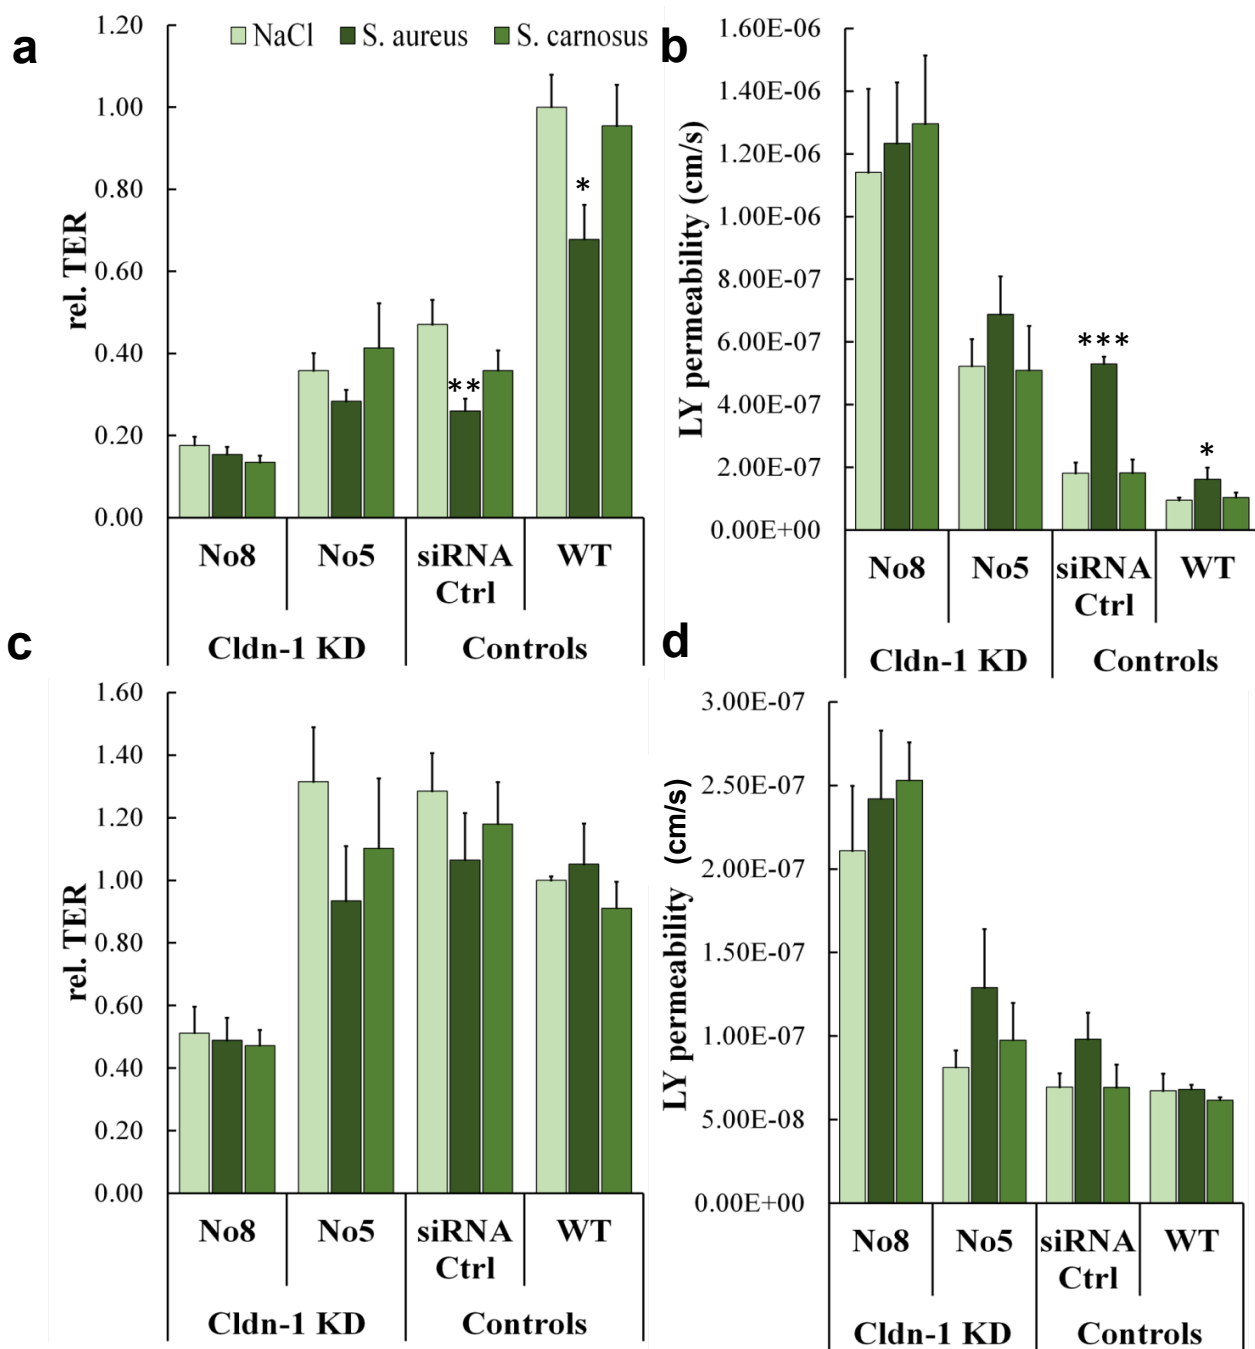 a
1.20
NaCl S. aureus S. carnosus
1.00
0.80
0.60
0.40
0.20
0.00
rel. TER
*
**
No8 No5 siRNA Ctrl WT
Cldn-1 KD Controls
b
1.60E-06
1.40E-06
1.20E-06
1.00E-06
8.00E-07
6.00E-07
4.00E-07
2.00E-07
0.00E+00
LY permeability (cm/s)
***
*
No8 No5 siRNA Ctrl WT
Cldn-1 KD Controls
c
1.60
1.40
1.20
1.00
0.80
0.60
0.40
0.20
0.00
rel. TER
No8 No5 siRNA Ctrl WT
Cldn-1 KD Controls
d
3.00E-07
2.50E-07
2.00E-07
1.50E-07
1.00E-07
5.00E-08
0.00E+00
LY permeability (cm/s)
No8 No5 siRNA Ctrl WT
Cldn-1 KD Controls